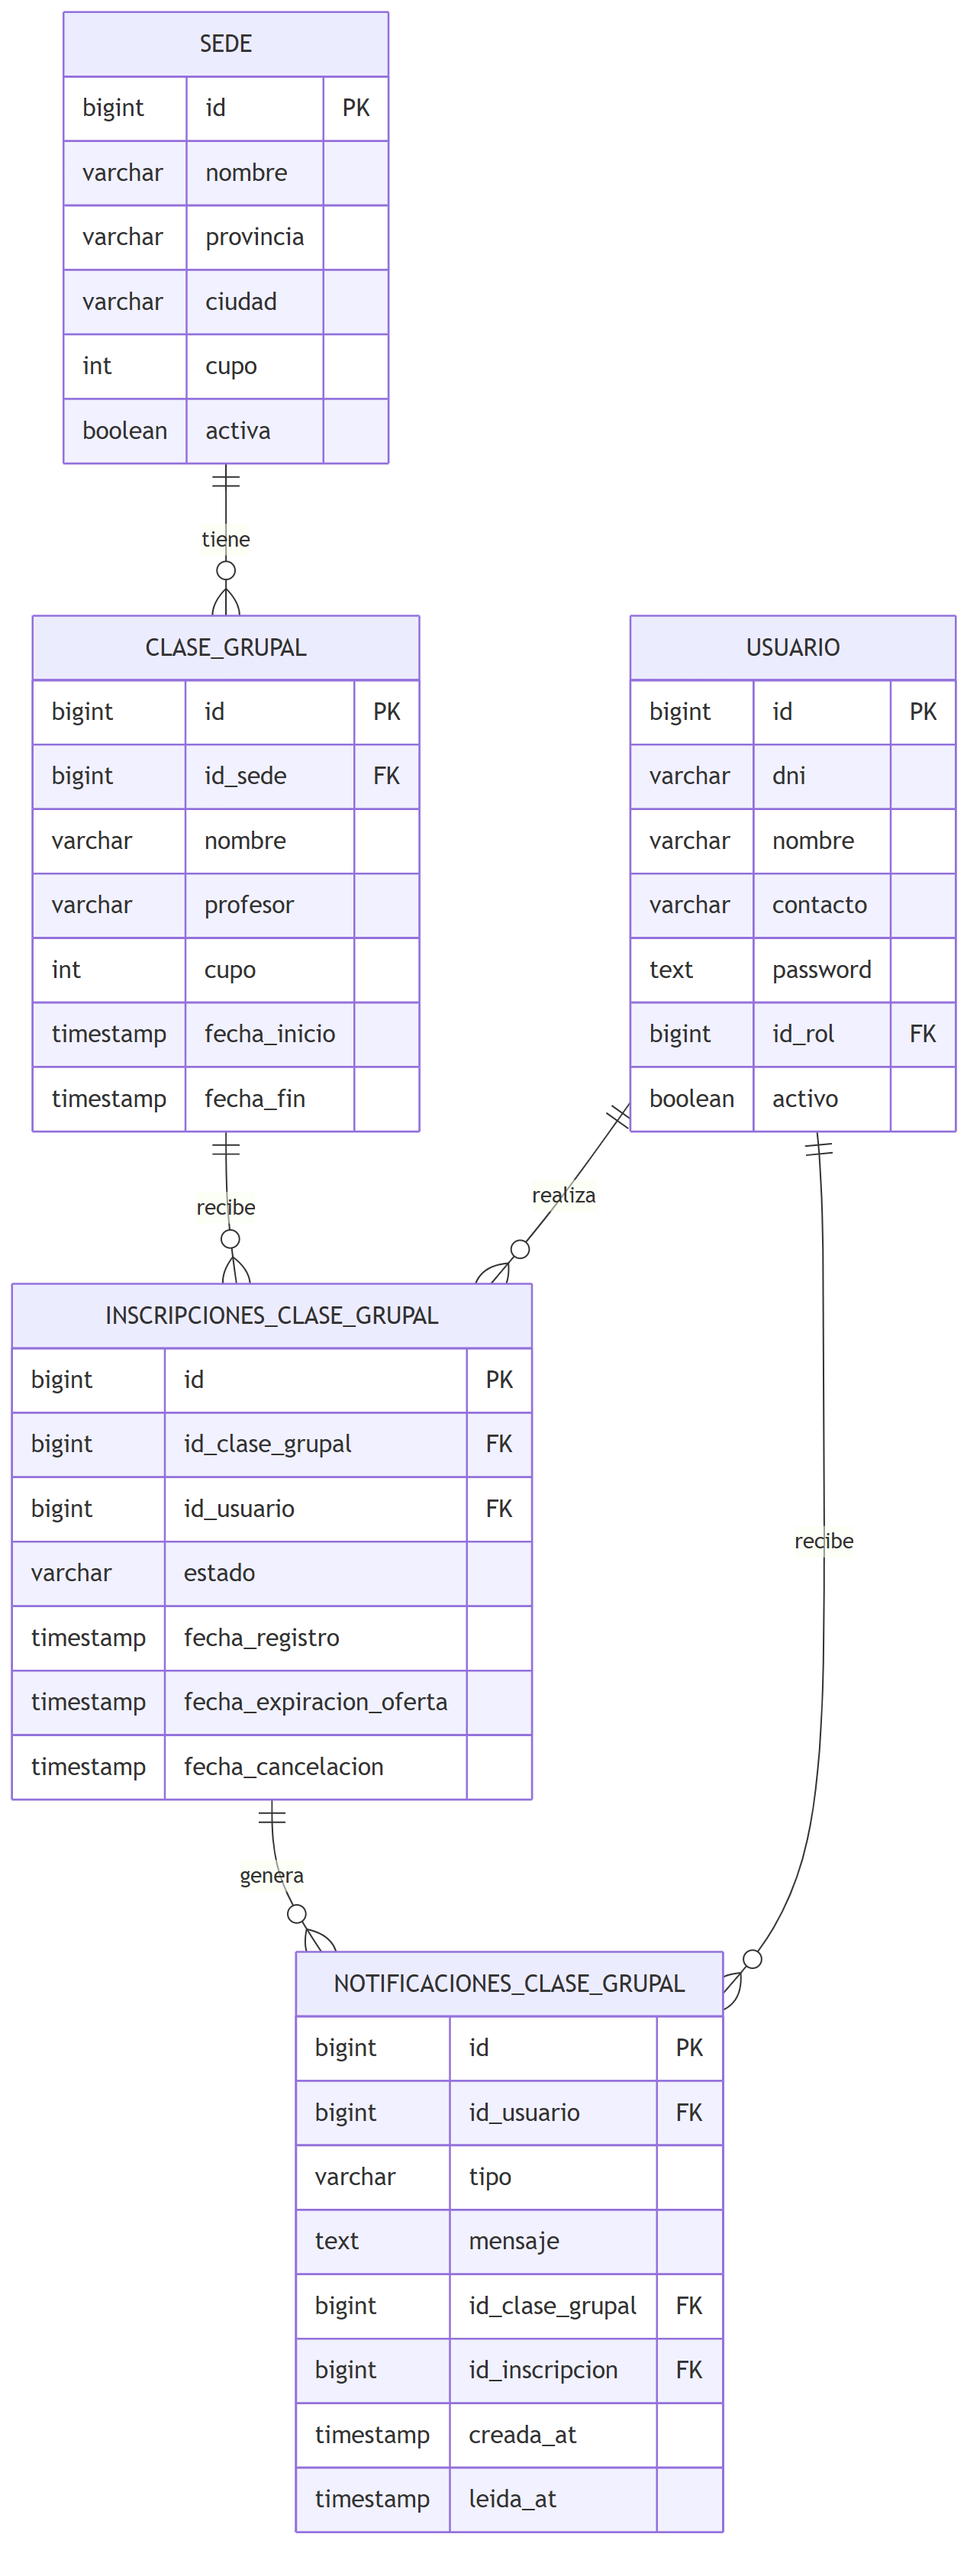 SEDE
bigint id PK
varchar nombre
varchar provincia
varchar ciudad
int cupo
boolean activa
tiene
CLASE_GRUPAL
bigint id PK
bigint id_sede FK
varchar nombre
varchar profesor
int cupo
timestamp fecha_inicio
timestamp fecha_fin
USUARIO
bigint id PK
varchar dni
varchar nombre
varchar contacto
text password
bigint id_rol FK
boolean activo
recibe
realiza
INSCRIPCIONES_CLASE_GRUPAL
bigint id PK
bigint id_clase_grupal FK
bigint id_usuario FK
varchar estado
timestamp fecha_registro
timestamp fecha_expiracion_oferta
timestamp fecha_cancelacion
recibe
genera
NOTIFICACIONES_CLASE_GRUPAL
bigint id PK
bigint id_usuario FK
varchar tipo
text mensaje
bigint id_clase_grupal FK
bigint id_inscripcion FK
timestamp creada_at
timestamp leida_at